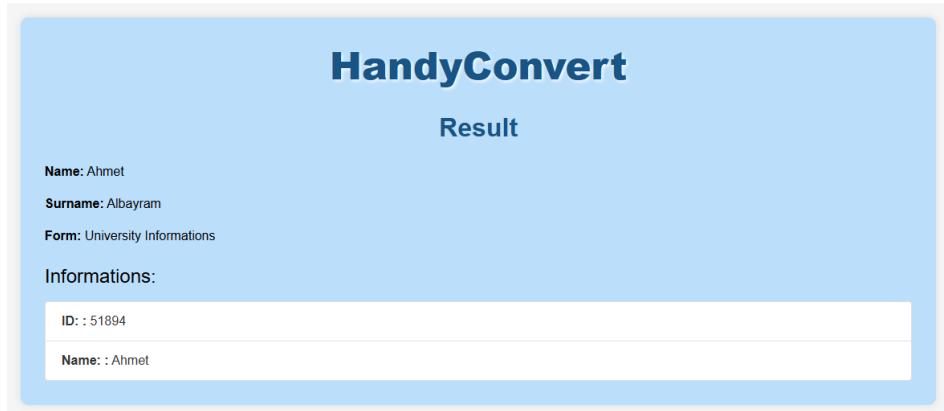 HandyConvert
Result
Name: Ahmet
Surname: Albayram
Form: University Informations
Informations:
ID: : 51894
Name: : Ahmet